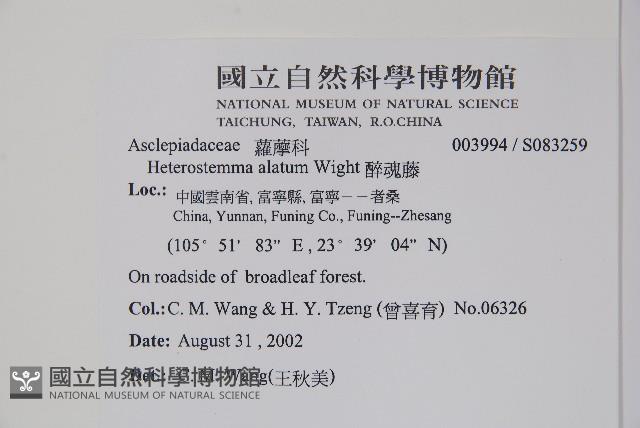 國立自然科學博物館
NATIONAL MUSEUM OF NATURAL SCIENCE
TAICHUNG, TAIWAN, R.O.CHINA
Asclepiadaceae 蘿藦科 003994 / S083259
Heterostemma alatum Wight 醉魂藤
Loc.: 中國雲南省, 富寧縣, 富寧－－者桑
China, Yunnan, Funing Co., Funing--Zhesang
(105° 51’ 83” E , 23° 39’ 04” N)
On roadside of broadleaf forest.
Col.: C. M. Wang & H. Y. Tzeng (曾喜育) No.06326
Date: August 31 , 2002
Det.: C. M. Wang(王秋美)
國立自然科學博物館
NATIONAL MUSEUM OF NATURAL SCIENCE